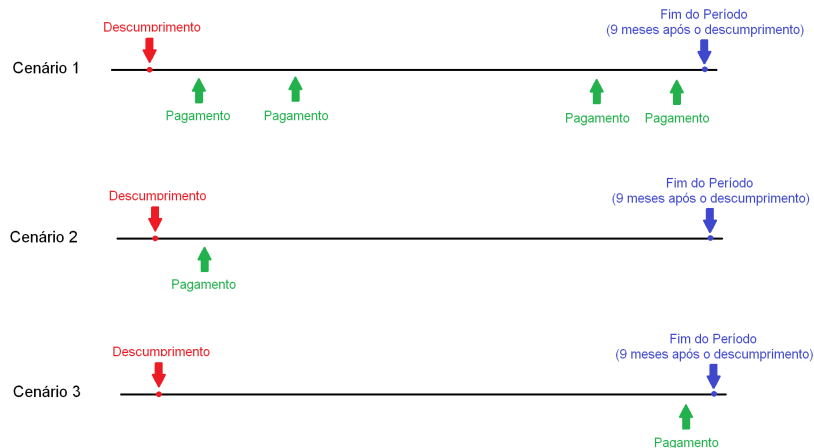 Descumprimento
Fim do Período
(9 meses após o descumprimento)
Cenário 1
Pagamento
Pagamento
Pagamento
Pagamento
Descumprimento
Fim do Período
(9 meses após o descumprimento)
Cenário 2
Pagamento
Descumprimento
Fim do Período
(9 meses após o descumprimento)
Cenário 3
Pagamento